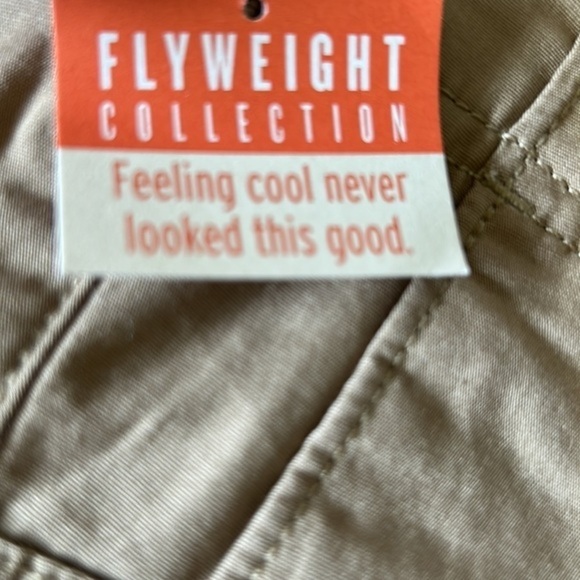 FLYWEIGHT
COLLECTION
Feeling cool never
looked this good.